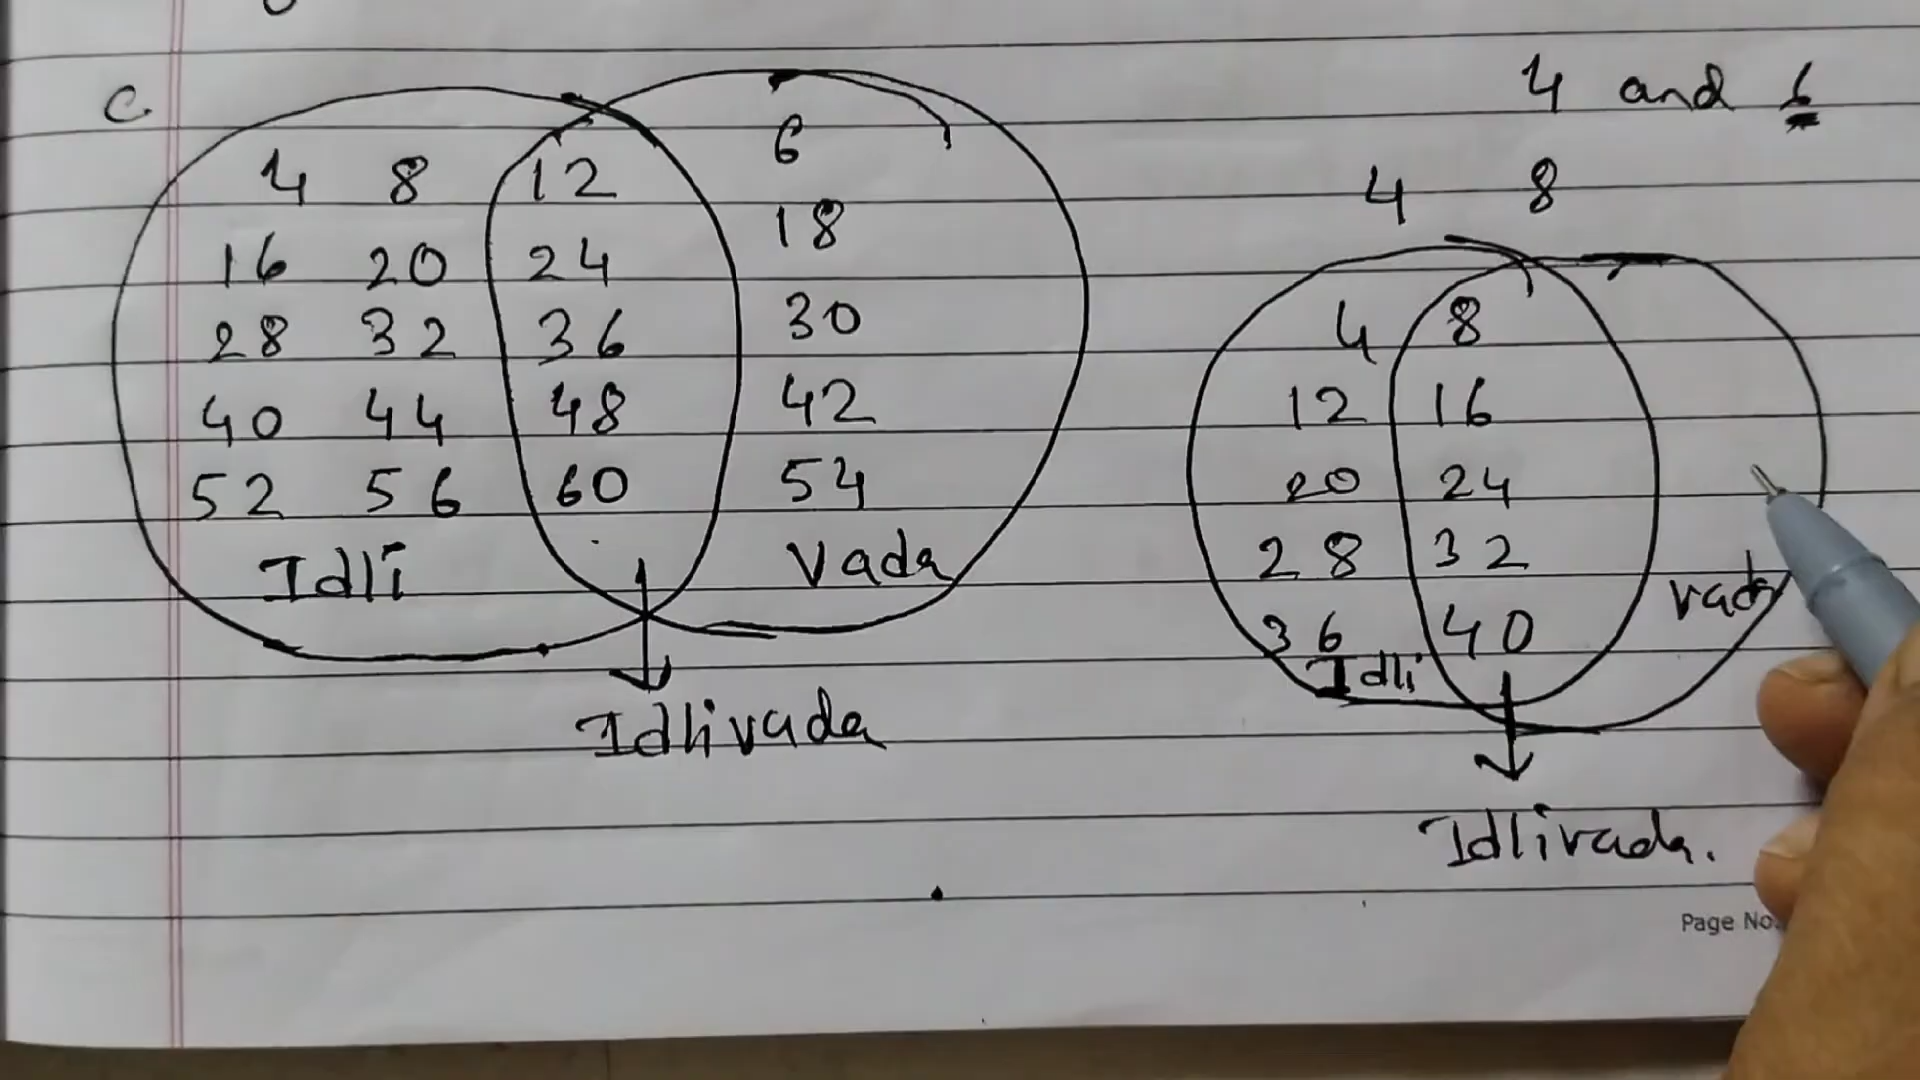 c.
4 8 12 6
16 20 24 18
28 32 36 30
40 44 48 42
52 56 60 54
Idli Vada
Idlivada
4 and 6
4 8
4 8
12 16
20 24
28 32
36 40
Idli vada
Idlivada.
Page No.